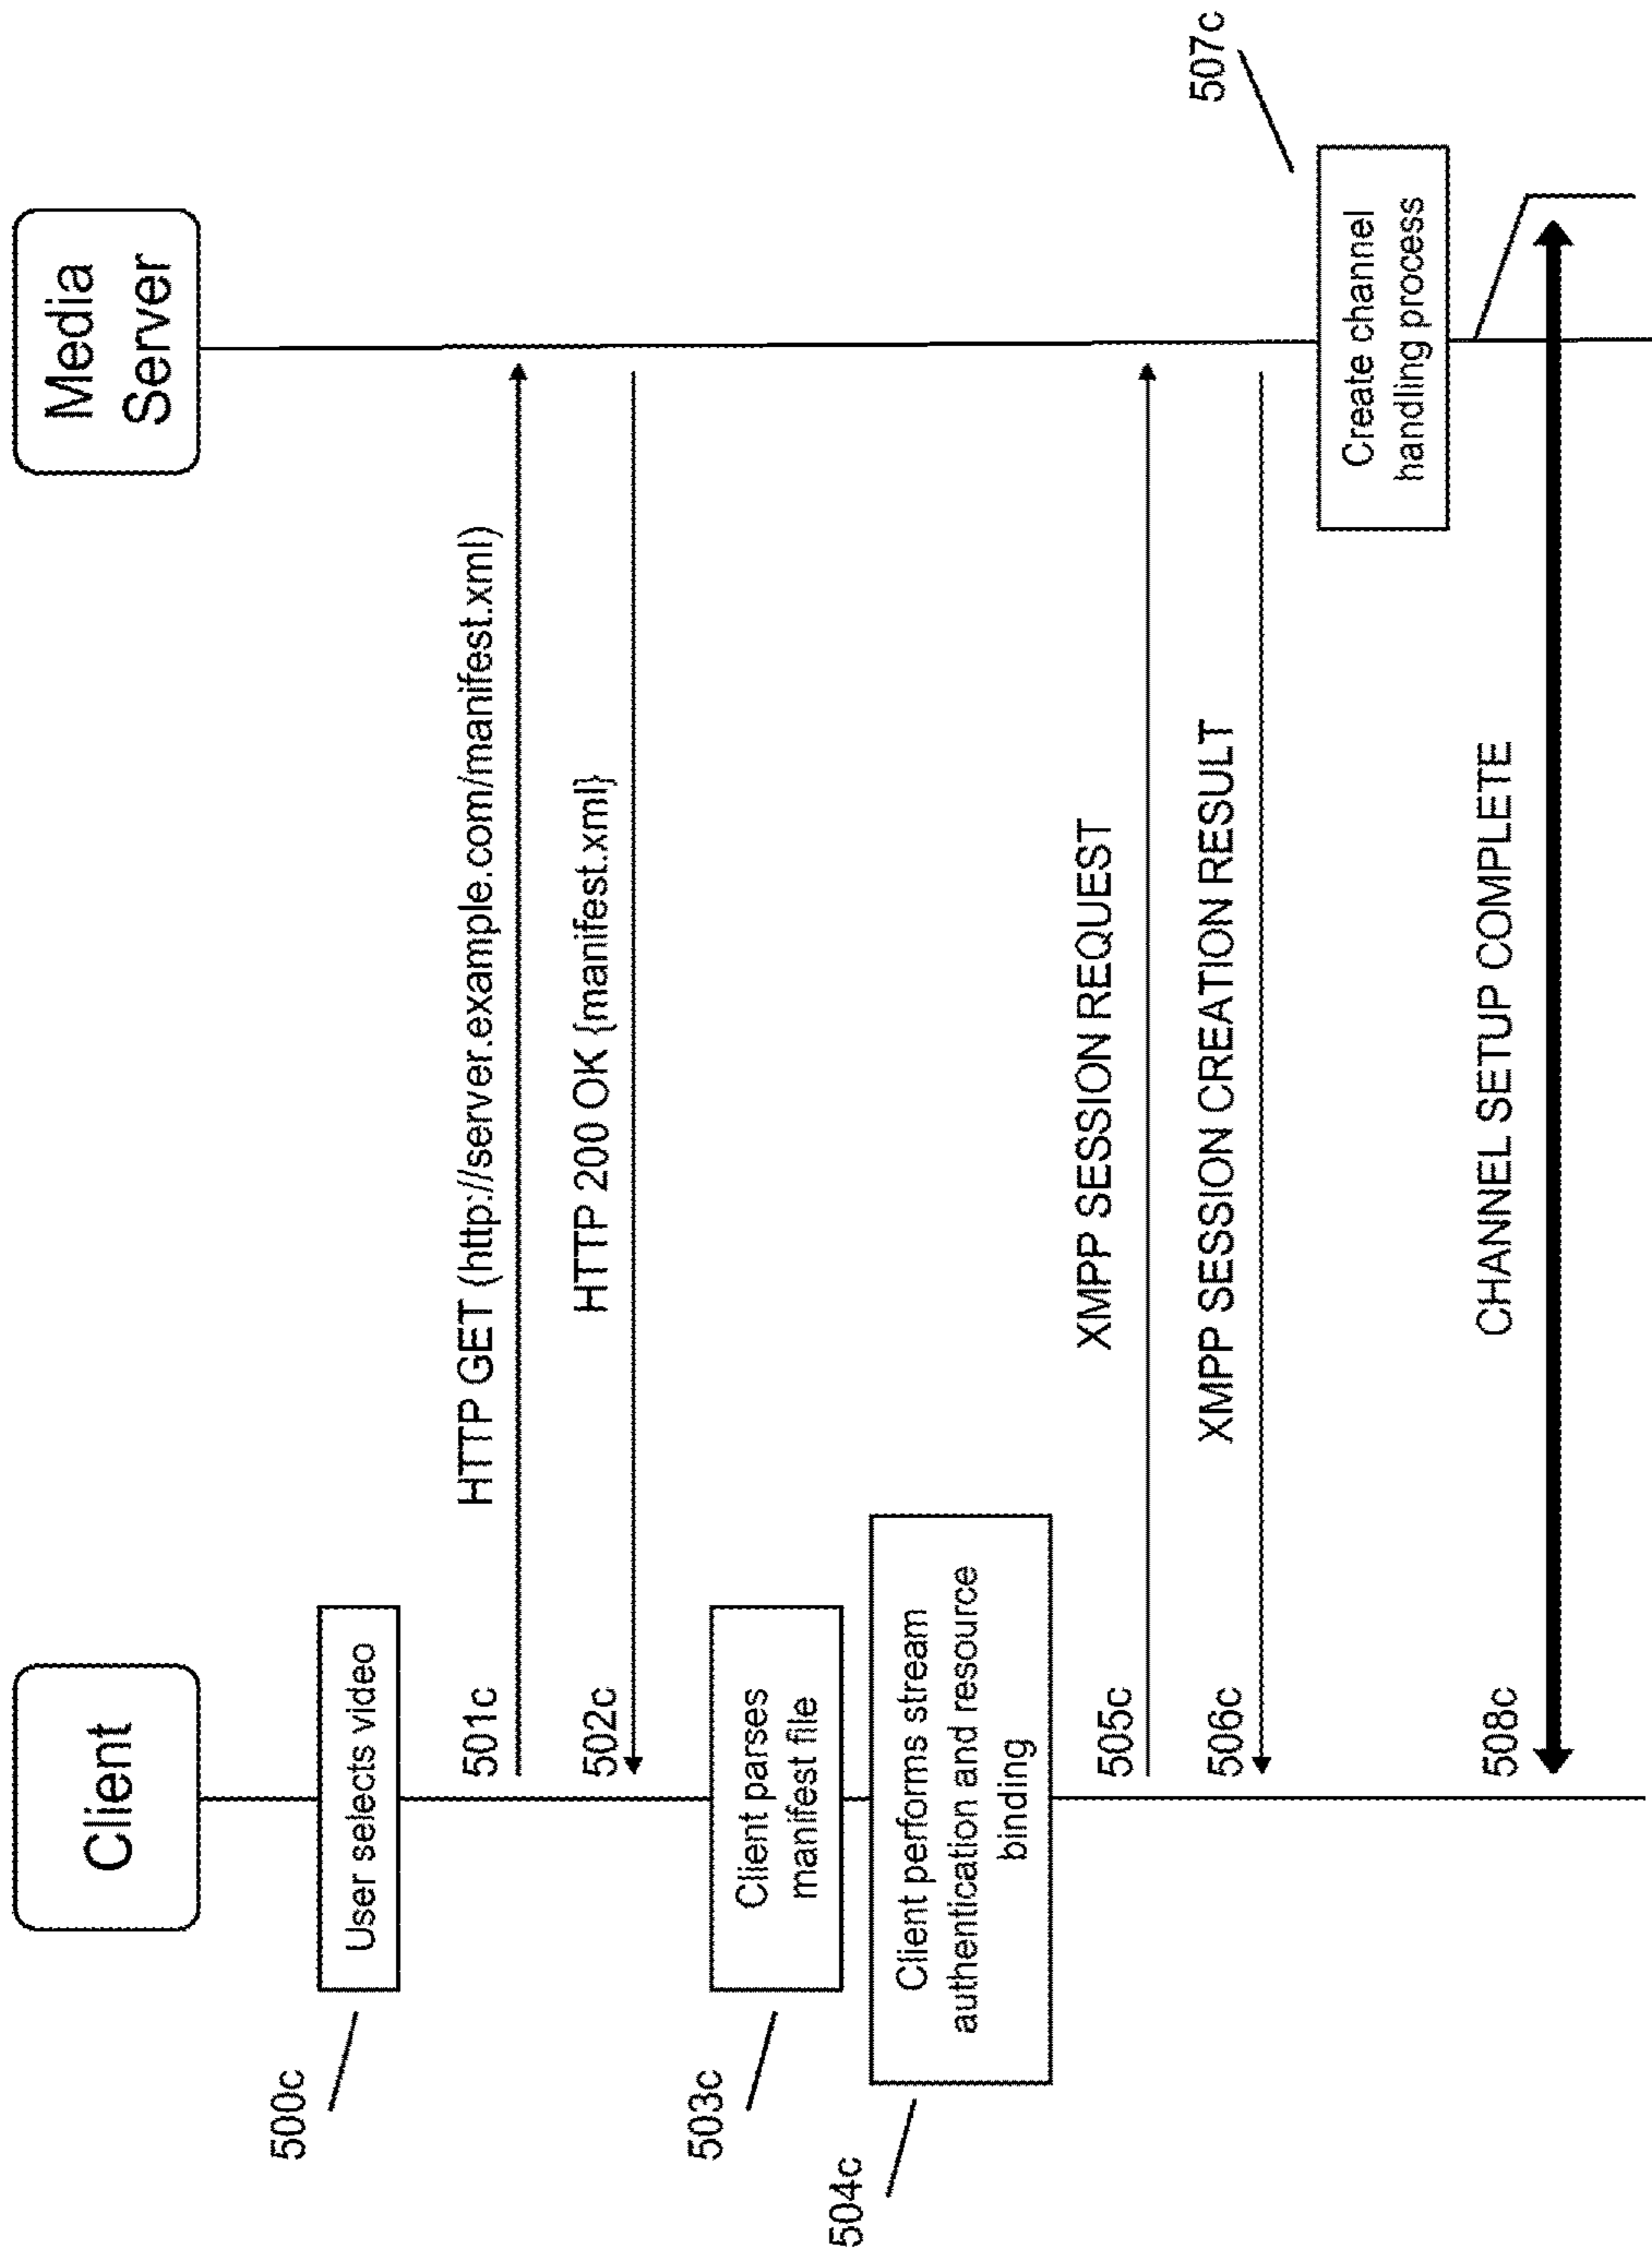 Client
Media
Server
500c
User selects video
501c
HTTP GET (http://server.example.com/manifest.xml)
502c
HTTP 200 OK {manifest.xml}
503c
Client parses
manifest file
504c
Client performs stream
authentication and resource
binding
505c
XMPP SESSION REQUEST
506c
XMPP SESSION CREATION RESULT
507c
Create channel
handling process
508c
CHANNEL SETUP COMPLETE